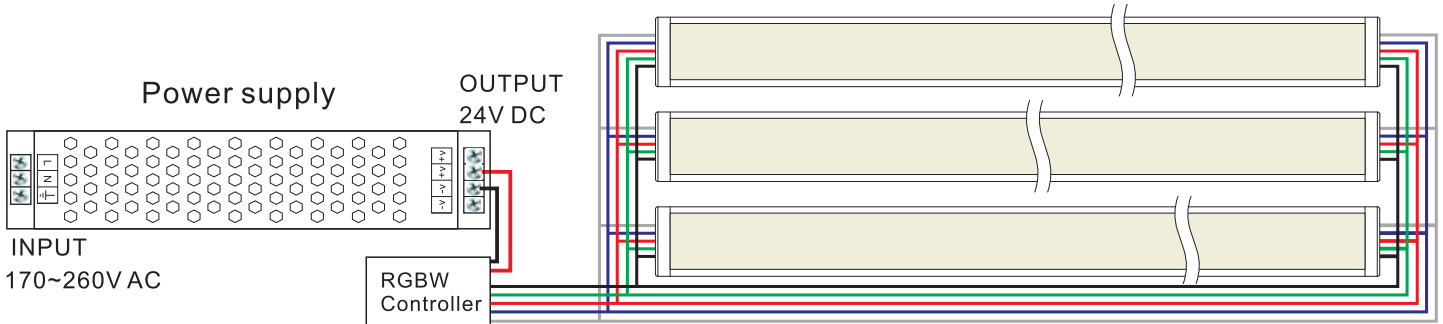 Power supply
OUTPUT
24V DC
L
N
+V
+V
-V
-V
INPUT
170~260V AC
RGBW
Controller